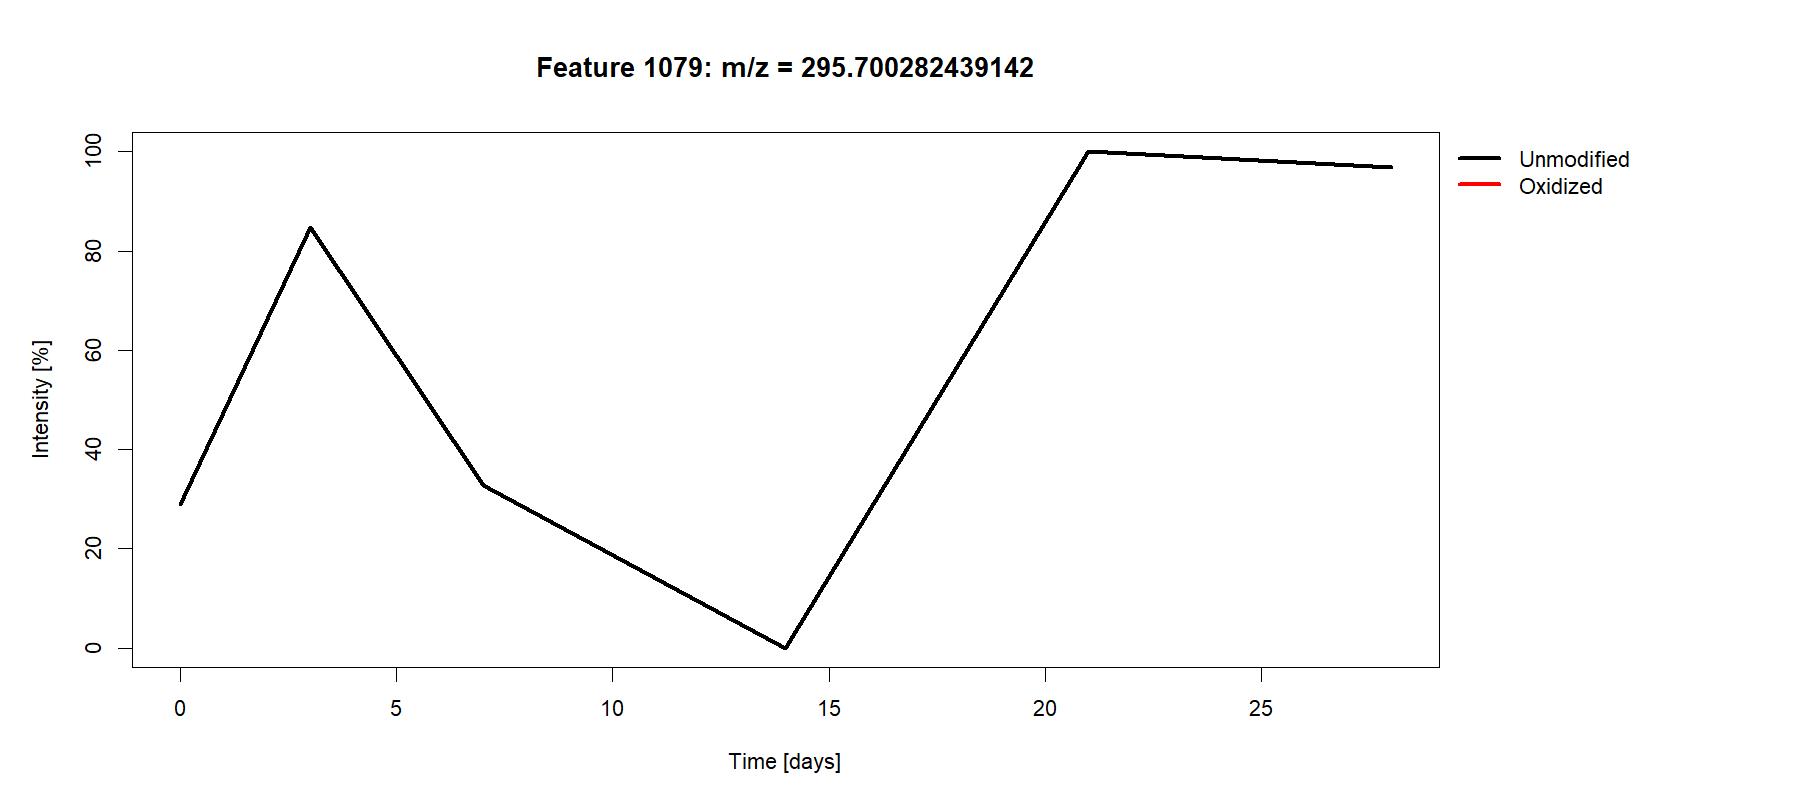 Feature 1079: m/z = 295.700282439142
Unmodified
Oxidized
Intensity [%]
100
80
60
40
20
0
0 5 10 15 20 25
Time [days]